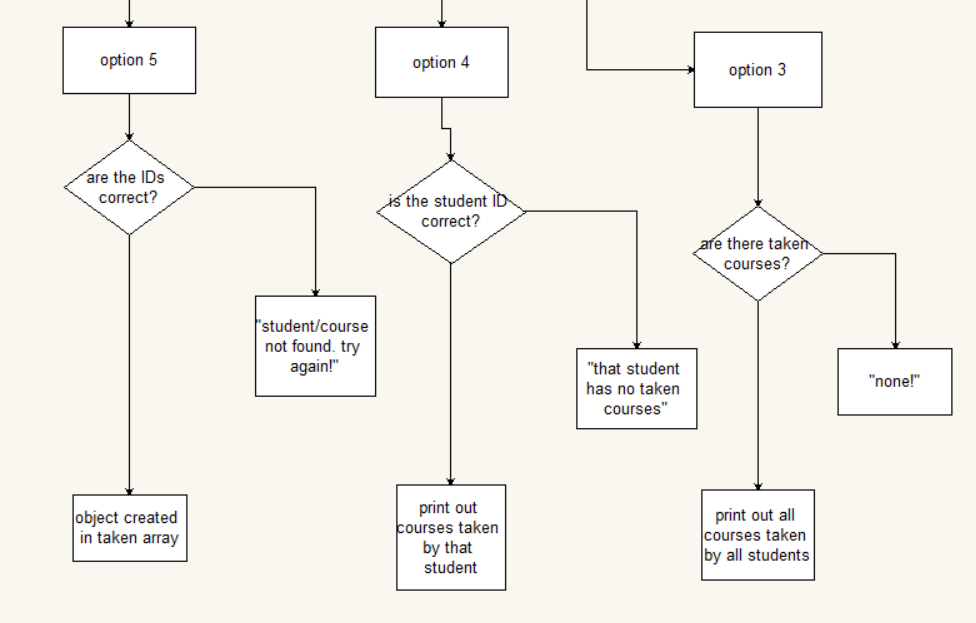 option 5
option 4
option 3
are the IDs
correct?
is the student ID
correct?
are there taken
courses?
"student/course
not found. try
again!"
"that student
has no taken
courses"
"none!"
object created
in taken array
print out
courses taken
by that
student
print out all
courses taken
by all students